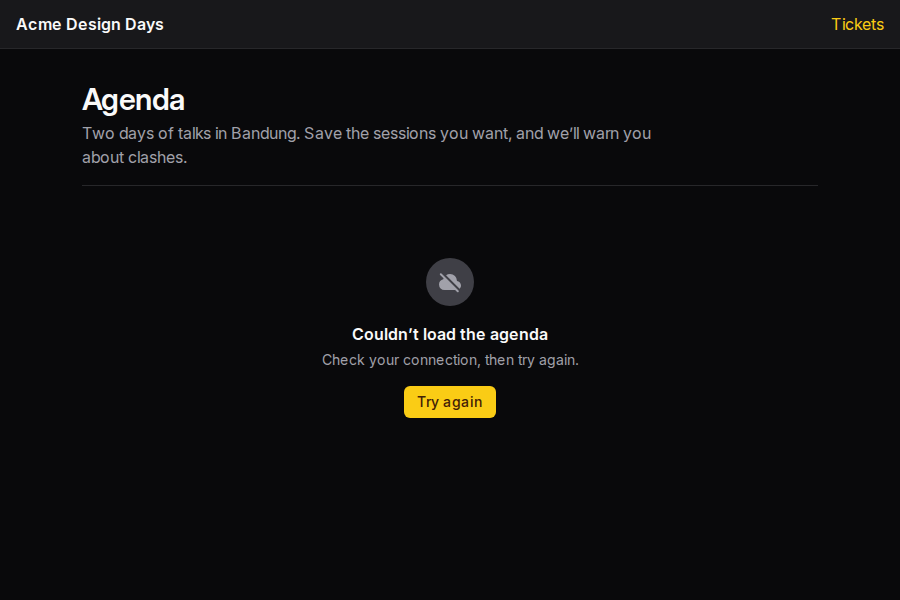 Acme Design Days
Tickets
Agenda
Two days of talks in Bandung. Save the sessions you want, and we’ll warn you
about clashes.
Couldn’t load the agenda
Check your connection, then try again.
Try again